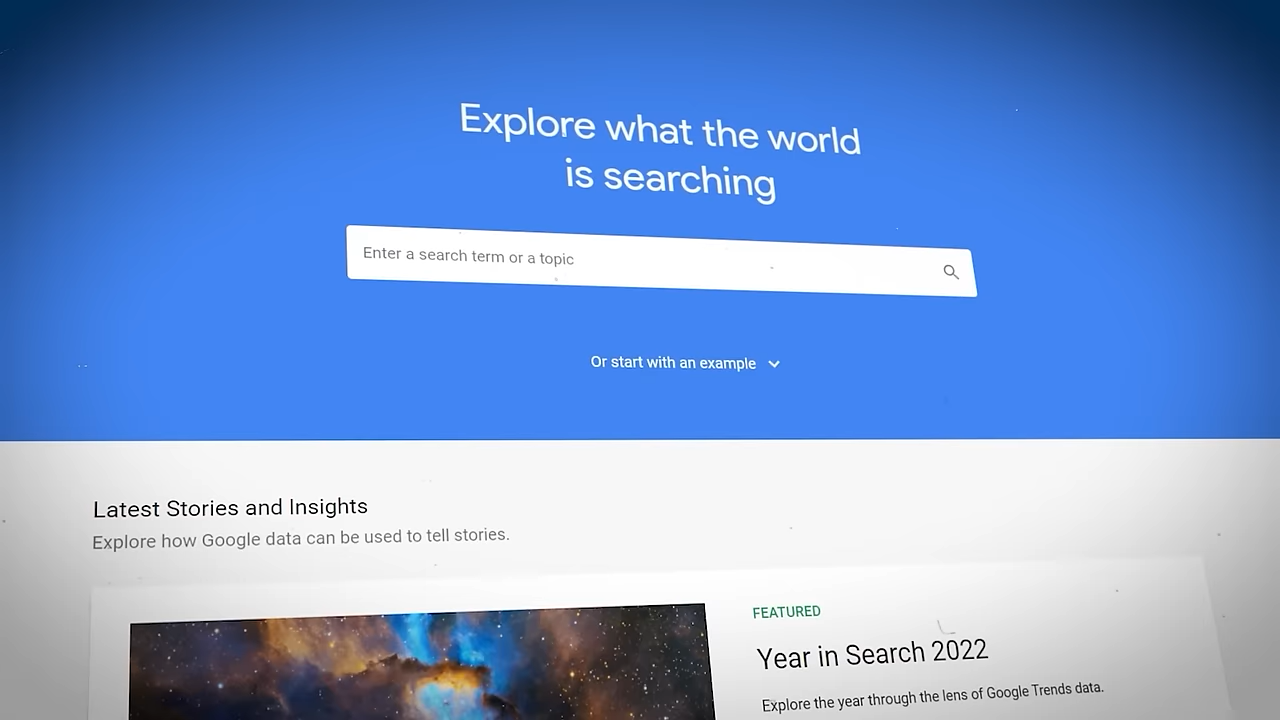 Explore what the world
is searching
Enter a search term or a topic
Or start with an example
Latest Stories and Insights
Explore how Google data can be used to tell stories.
FEATURED
Year in Search 2022
Explore the year through the lens of Google Trends data.